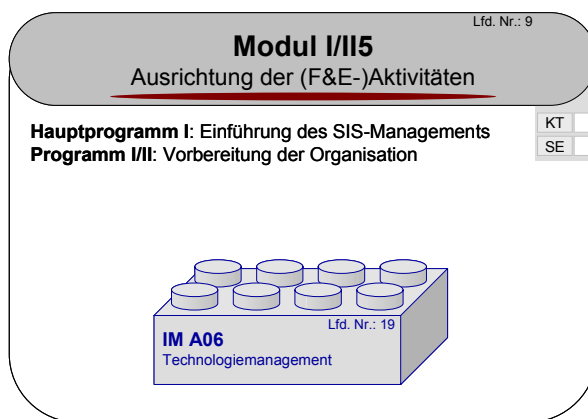 Lfd. Nr.: 9
Modul I/II5
Ausrichtung der (F&E-)Aktivitäten
Hauptprogramm I: Einführung des SIS-Managements
Programm I/II: Vorbereitung der Organisation
KT
SE
Lfd. Nr.: 19
IM A06
Technologiemanagement